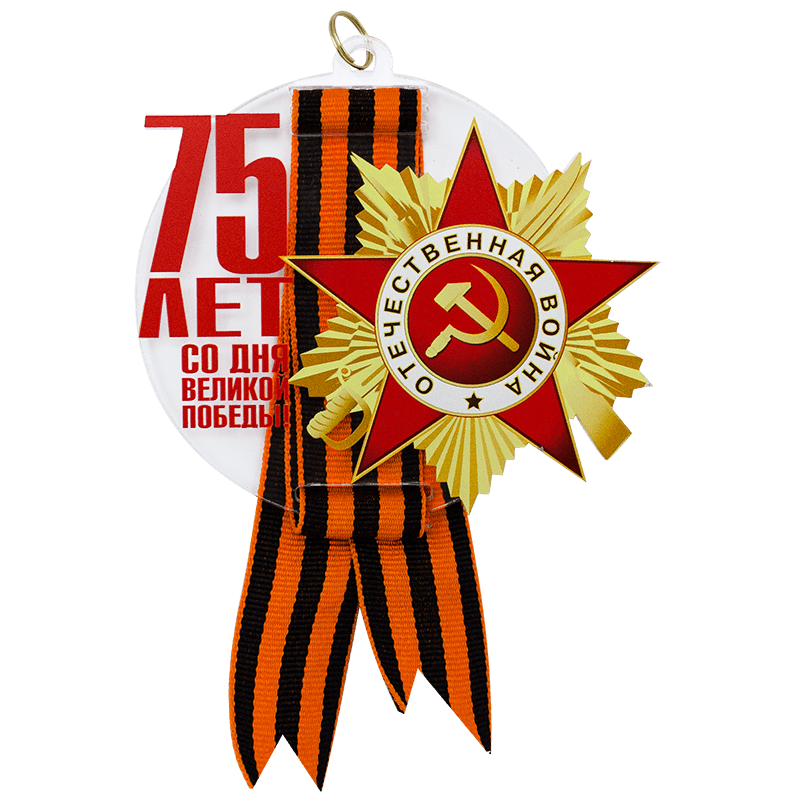 75
ЛЕТ
СО ДНЯ
ВЕЛИКОЙ
ПОБЕДЫ!
ОТЕЧЕСТВЕННАЯ ВОЙНА